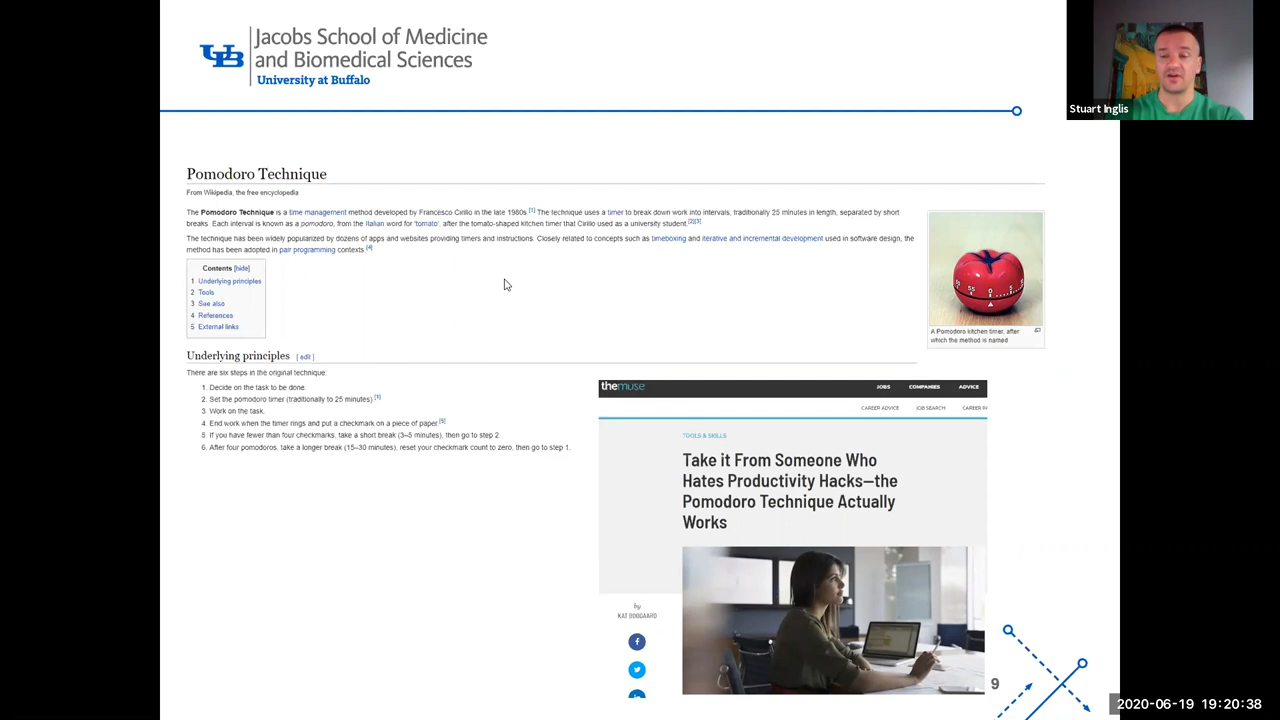 Jacobs School of Medicine
and Biomedical Sciences
UB
University at Buffalo
Stuart Inglis
Pomodoro Technique
From Wikipedia, the free encyclopedia
The Pomodoro Technique is a time management method developed by Francesco Cirillo in the late 1980s.[1] The technique uses a timer to break down work into intervals, traditionally 25 minutes in length, separated by short
breaks. Each interval is known as a pomodoro, from the Italian word for 'tomato', after the tomato-shaped kitchen timer that Cirillo used as a university student.[2][3]
The technique has been widely popularized by dozens of apps and websites providing timers and instructions. Closely related to concepts such as timeboxing and iterative and incremental development used in software design, the
method has been adopted in pair programming contexts.[4]
Contents [hide]
1 Underlying principles
2 Tools
3 See also
4 References
5 External links
55 0 5
A Pomodoro kitchen timer, after
which the method is named
Underlying principles [ edit ]
There are six steps in the original technique:
1. Decide on the task to be done.
2. Set the pomodoro timer (traditionally to 25 minutes).[1]
3. Work on the task.
4. End work when the timer rings and put a checkmark on a piece of paper.[5]
5. If you have fewer than four checkmarks, take a short break (3–5 minutes), then go to step 2.
6. After four pomodoros, take a longer break (15–30 minutes), reset your checkmark count to zero, then go to step 1.
themuse
JOBS COMPANIES ADVICE
CAREER ADVICE JOB SEARCH CAREER PA
TOOLS & SKILLS
Take it From Someone Who
Hates Productivity Hacks—the
Pomodoro Technique Actually
Works
by
KAT BOOGAARD
9
2020-06-19 19:20:38